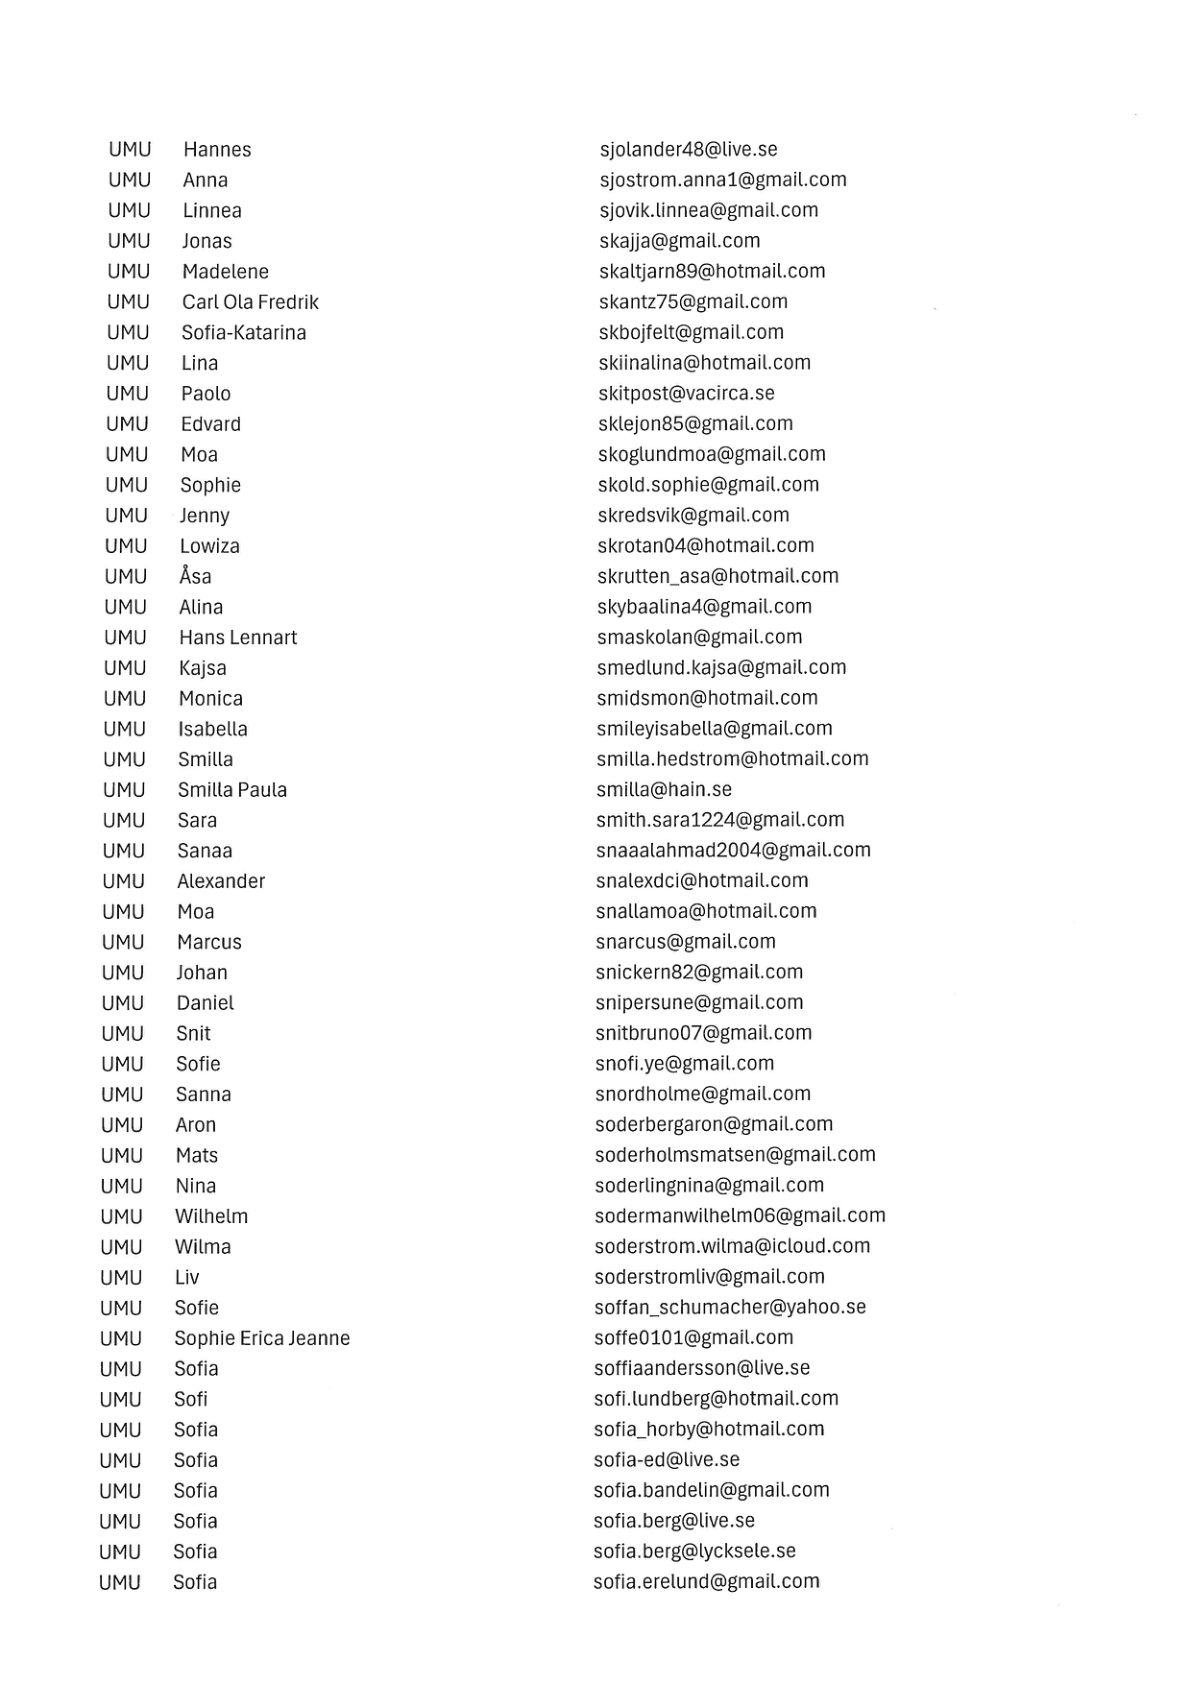 UMU Hannes sjolander48@live.se
UMU Anna sjostrom.anna1@gmail.com
UMU Linnea sjovik.linnea@gmail.com
UMU Jonas skajja@gmail.com
UMU Madelene skaltjarn89@hotmail.com
UMU Carl Ola Fredrik skantz75@gmail.com
UMU Sofia-Katarina skbojfelt@gmail.com
UMU Lina skiinalina@hotmail.com
UMU Paolo skitpost@vacirca.se
UMU Edvard sklejon85@gmail.com
UMU Moa skoglundmoa@gmail.com
UMU Sophie skold.sophie@gmail.com
UMU Jenny skredsvik@gmail.com
UMU Lowiza skrotan04@hotmail.com
UMU Åsa skrutten_asa@hotmail.com
UMU Alina skybaalina4@gmail.com
UMU Hans Lennart smaskolan@gmail.com
UMU Kajsa smedlund.kajsa@gmail.com
UMU Monica smidsmon@hotmail.com
UMU Isabella smileyisabella@gmail.com
UMU Smilla smilla.hedstrom@hotmail.com
UMU Smilla Paula smilla@hain.se
UMU Sara smith.sara1224@gmail.com
UMU Sanaa snaaalahmad2004@gmail.com
UMU Alexander snalexdci@hotmail.com
UMU Moa snallamoa@hotmail.com
UMU Marcus snarcus@gmail.com
UMU Johan snickern82@gmail.com
UMU Daniel snipersune@gmail.com
UMU Snit snitbruno07@gmail.com
UMU Sofie snofi.ye@gmail.com
UMU Sanna snordholme@gmail.com
UMU Aron soderbergaron@gmail.com
UMU Mats soderholmsmatsen@gmail.com
UMU Nina soderlingnina@gmail.com
UMU Wilhelm sodermanwilhelm06@gmail.com
UMU Wilma soderstrom.wilma@icloud.com
UMU Liv soderstromliv@gmail.com
UMU Sofie soffan_schumacher@yahoo.se
UMU Sophie Erica Jeanne soffe0101@gmail.com
UMU Sofia soffiaandersson@live.se
UMU Sofi sofi.lundberg@hotmail.com
UMU Sofia sofia_horby@hotmail.com
UMU Sofia sofia-ed@live.se
UMU Sofia sofia.bandelin@gmail.com
UMU Sofia sofia.berg@live.se
UMU Sofia sofia.berg@lycksele.se
UMU Sofia sofia.erelund@gmail.com